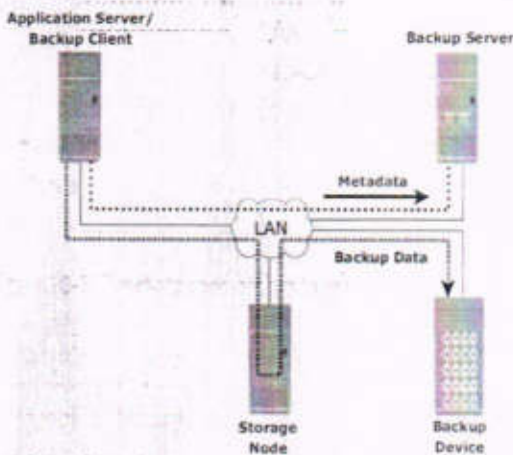 Application Server/
Backup Client
Backup Server
Metadata
LAN
Backup Data
Storage
Node
Backup
Device